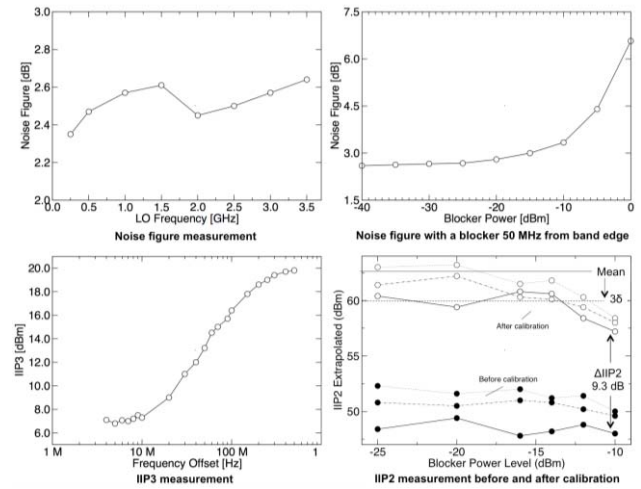 3.0
2.8
2.6
2.4
2.2
2.0
Noise Figure [dB]
0.0 0.5 1.0 1.5 2.0 2.5 3.0 3.5
LO Frequency [GHz]
Noise figure measurement
7.5
6.0
4.5
3.0
1.5
Noise Figure [dB]
-40 -30 -20 -10 0
Blocker Power [dBm]
Noise figure with a blocker 50 MHz from band edge
20.0
18.0
16.0
14.0
12.0
10.0
8.0
6.0
IIP3 [dBm]
1 M 10 M 100 M 1
Frequency Offset [Hz]
IIP3 measurement
60
55
50
IIP2 Extrapolated (dBm)
Mean
3δ
After calibration
ΔIIP2
9.3 dB
Before calibration
-25 -20 -15 -10
Blocker Power Level (dBm)
IIP2 measurement before and after calibration